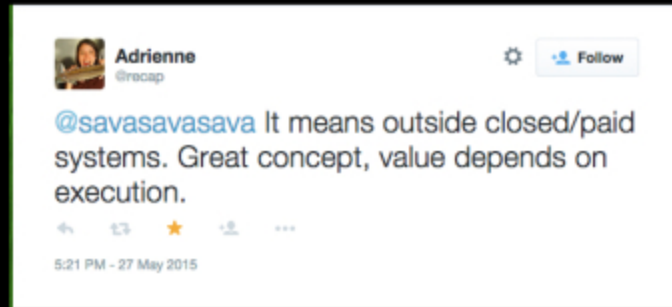 Adrienne
@recap
Follow
@savasavasava It means outside closed/paid
systems. Great concept, value depends on
execution.
5:21 PM - 27 May 2015